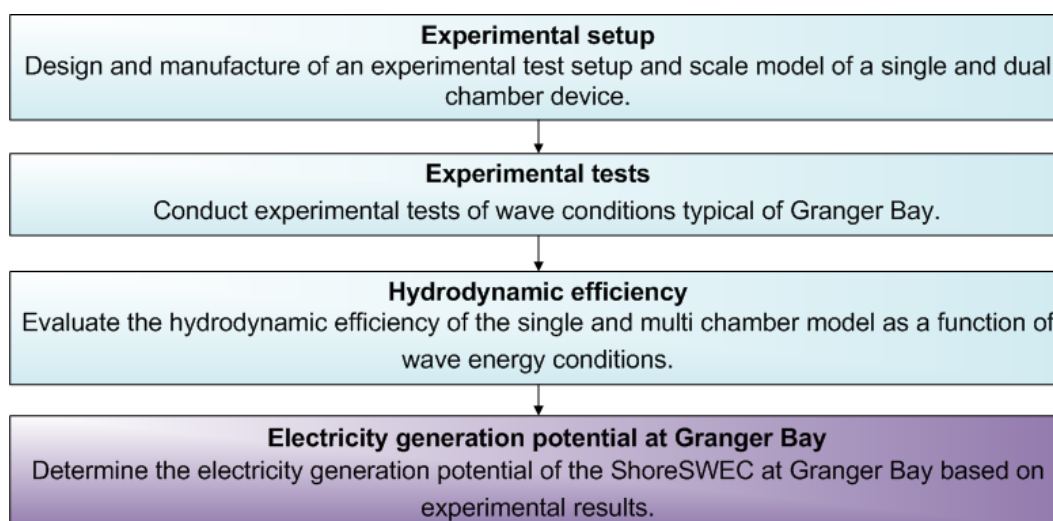 Experimental setup
Design and manufacture of an experimental test setup and scale model of a single and dual
chamber device.
Experimental tests
Conduct experimental tests of wave conditions typical of Granger Bay.
Hydrodynamic efficiency
Evaluate the hydrodynamic efficiency of the single and multi chamber model as a function of
wave energy conditions.
Electricity generation potential at Granger Bay
Determine the electricity generation potential of the ShoreSWEC at Granger Bay based on
experimental results.